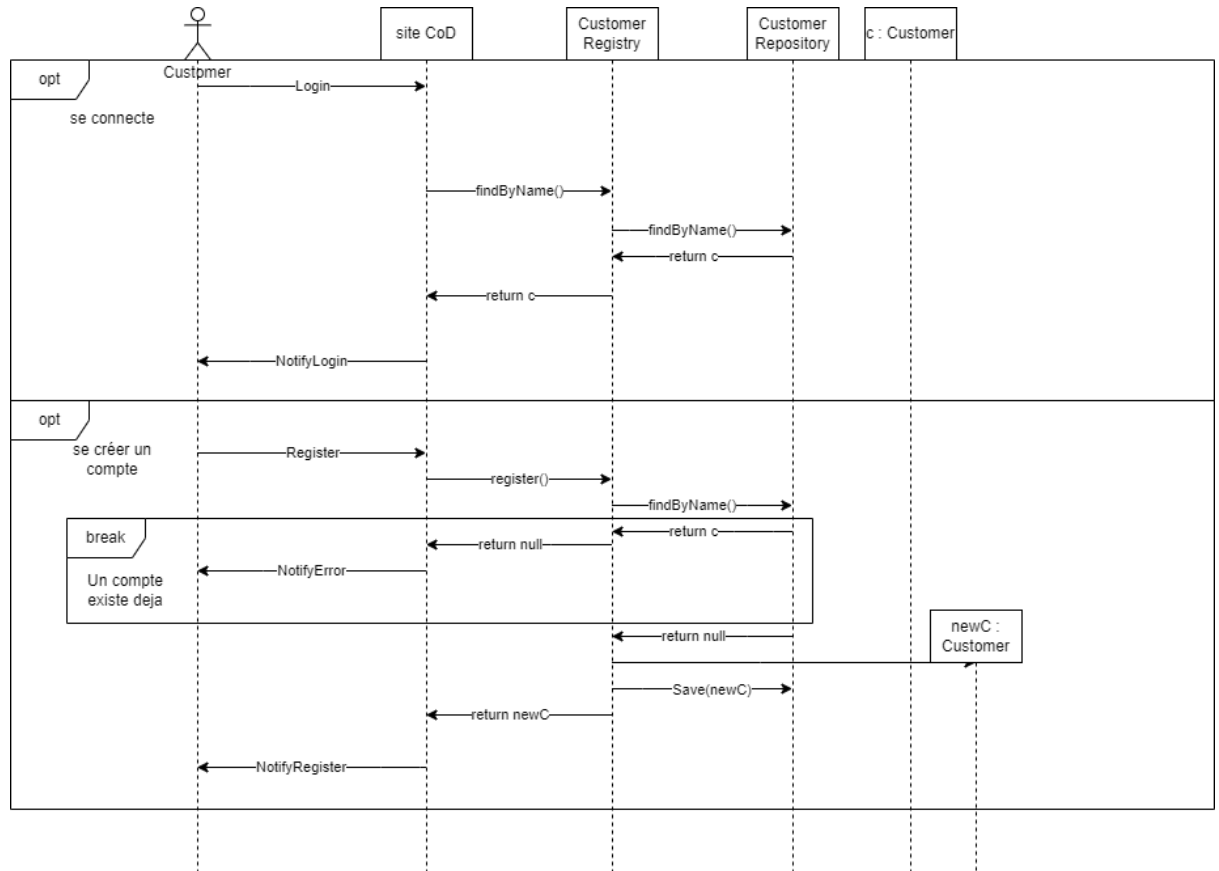 Customer
site CoD
Customer
Registry
Customer
Repository
c : Customer
opt
se connecte
Login
findByName()
findByName()
return c
return c
NotifyLogin
opt
se créer un
compte
Register
register()
findByName()
break
Un compte
existe deja
return c
return null
NotifyError
return null
newC :
Customer
Save(newC)
return newC
NotifyRegister